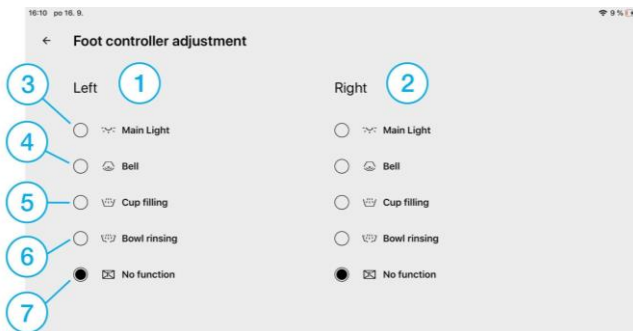 16:10 po 16. 9. 9 %
← Foot controller adjustment
3 Left 1 Right 2
Main Light Main Light
4 Bell Bell
5 Cup filling Cup filling
6 Bowl rinsing Bowl rinsing
No function No function
7